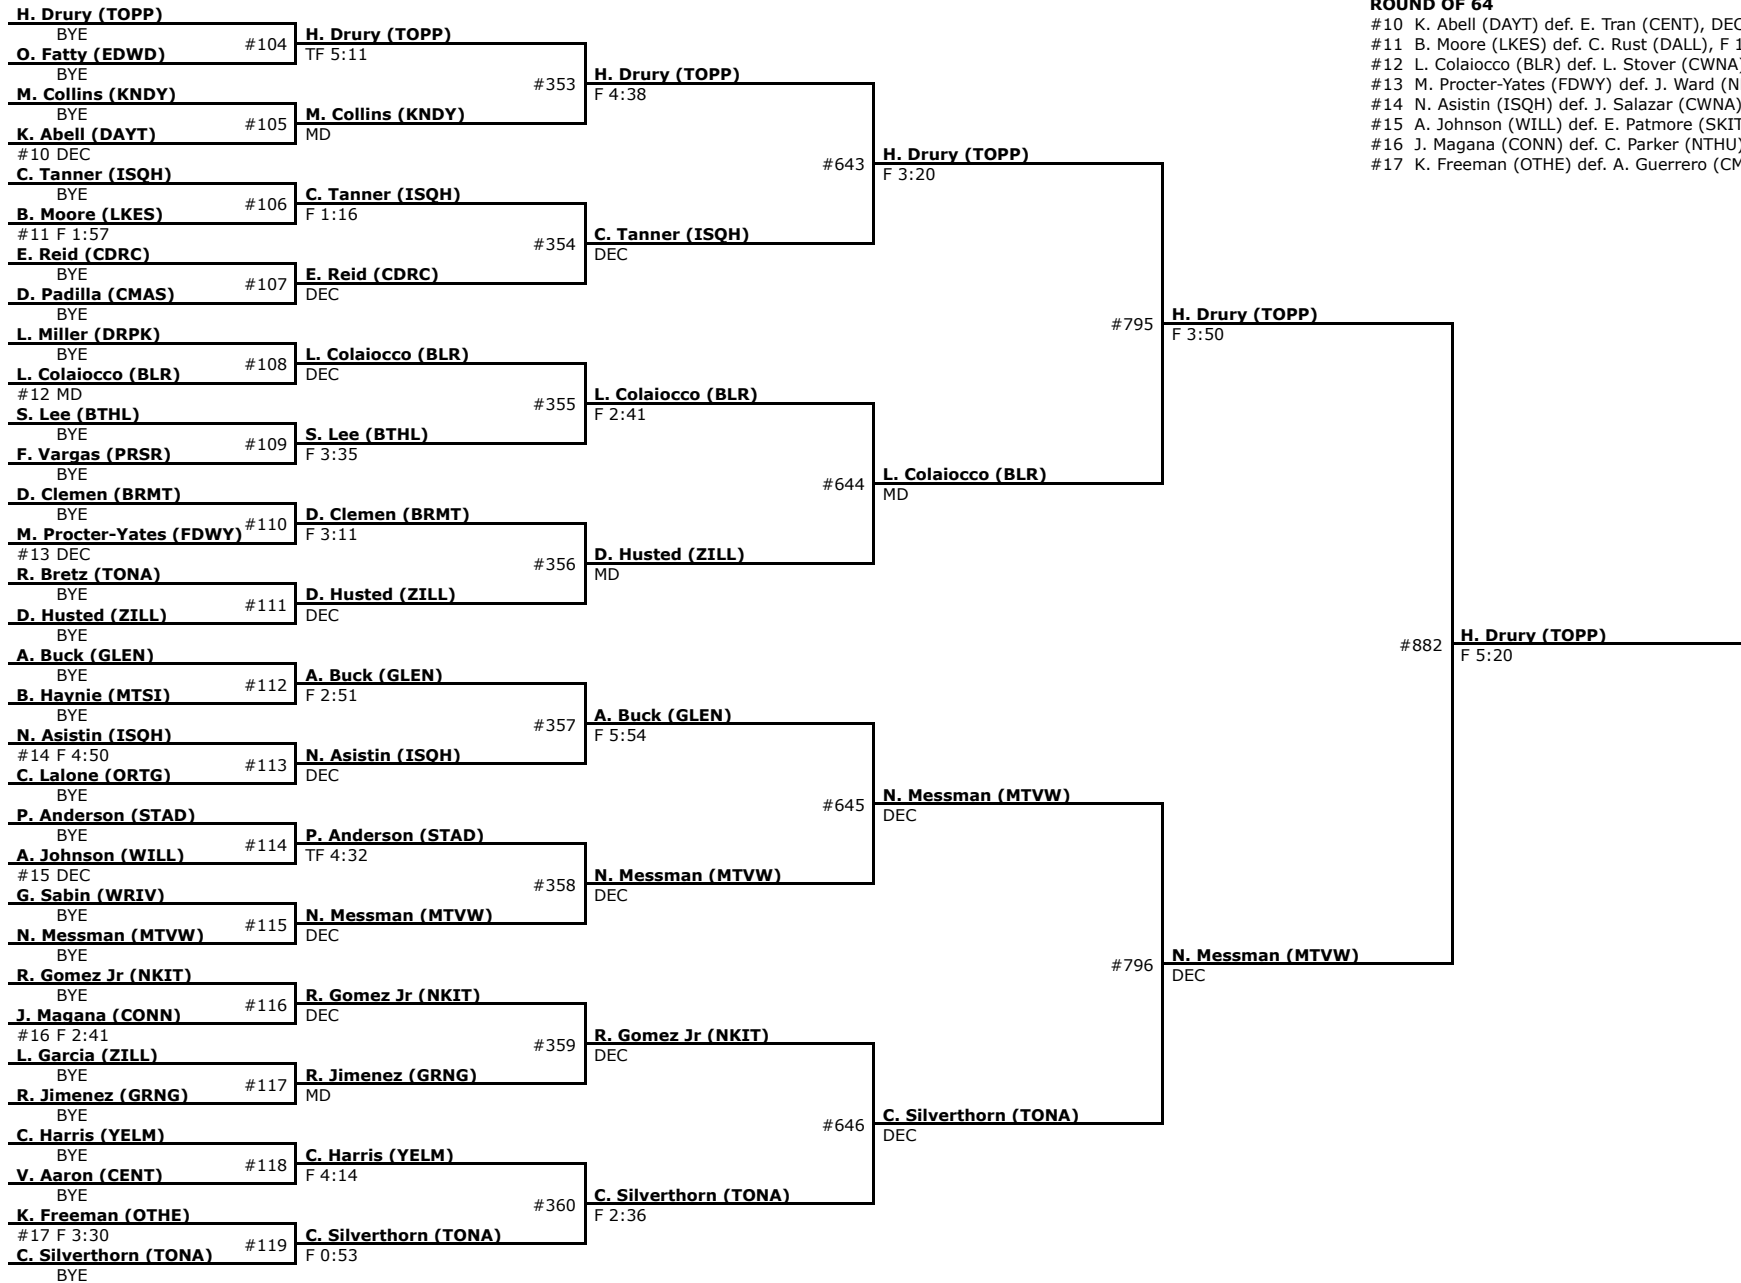 H. Drury (TOPP)
BYE
O. Fatty (EDWD)
BYE
M. Collins (KNDY)
BYE
K. Abell (DAYT)
#10 DEC
C. Tanner (ISQH)
BYE
B. Moore (LKES)
#11 F 1:57
E. Reid (CDRC)
BYE
D. Padilla (CMAS)
BYE
L. Miller (DRPK)
BYE
L. Colaiocco (BLR)
#12 MD
S. Lee (BTHL)
BYE
F. Vargas (PRSR)
BYE
D. Clemen (BRMT)
BYE
M. Procter-Yates (FDWY)
#13 DEC
R. Bretz (TONA)
BYE
D. Husted (ZILL)
BYE
A. Buck (GLEN)
BYE
B. Haynie (MTSI)
BYE
N. Asistin (ISQH)
#14 F 4:50
C. Lalone (ORTG)
BYE
P. Anderson (STAD)
BYE
A. Johnson (WILL)
#15 DEC
G. Sabin (WRIV)
BYE
N. Messman (MTVW)
BYE
R. Gomez Jr (NKIT)
BYE
J. Magana (CONN)
#16 F 2:41
L. Garcia (ZILL)
BYE
R. Jimenez (GRNG)
BYE
C. Harris (YELM)
BYE
V. Aaron (CENT)
BYE
K. Freeman (OTHE)
#17 F 3:30
C. Silverthorn (TONA)
BYE
#104
#105
#106
#107
#108
#109
#110
#111
#112
#113
#114
#115
#116
#117
#118
#119
H. Drury (TOPP)
TF 5:11
M. Collins (KNDY)
MD
C. Tanner (ISQH)
F 1:16
E. Reid (CDRC)
DEC
L. Colaiocco (BLR)
DEC
S. Lee (BTHL)
F 3:35
D. Clemen (BRMT)
F 3:11
D. Husted (ZILL)
DEC
A. Buck (GLEN)
F 2:51
N. Asistin (ISQH)
DEC
P. Anderson (STAD)
TF 4:32
N. Messman (MTVW)
DEC
R. Gomez Jr (NKIT)
DEC
R. Jimenez (GRNG)
MD
C. Harris (YELM)
F 4:14
C. Silverthorn (TONA)
F 0:53
#353
#354
#355
#356
#357
#358
#359
#360
H. Drury (TOPP)
F 4:38
C. Tanner (ISQH)
DEC
L. Colaiocco (BLR)
F 2:41
D. Husted (ZILL)
MD
A. Buck (GLEN)
F 5:54
N. Messman (MTVW)
DEC
R. Gomez Jr (NKIT)
DEC
C. Silverthorn (TONA)
F 2:36
#643
#644
#645
#646
H. Drury (TOPP)
F 3:20
L. Colaiocco (BLR)
MD
N. Messman (MTVW)
DEC
C. Silverthorn (TONA)
DEC
#795
#796
H. Drury (TOPP)
F 3:50
N. Messman (MTVW)
DEC
#882
H. Drury (TOPP)
F 5:20
ROUND OF 64
#10 K. Abell (DAYT) def. E. Tran (CENT), DEC
#11 B. Moore (LKES) def. C. Rust (DALL), F 1
#12 L. Colaiocco (BLR) def. L. Stover (CWNA)
#13 M. Procter-Yates (FDWY) def. J. Ward (N
#14 N. Asistin (ISQH) def. J. Salazar (CWNA)
#15 A. Johnson (WILL) def. E. Patmore (SKIT
#16 J. Magana (CONN) def. C. Parker (NTHU)
#17 K. Freeman (OTHE) def. A. Guerrero (CM